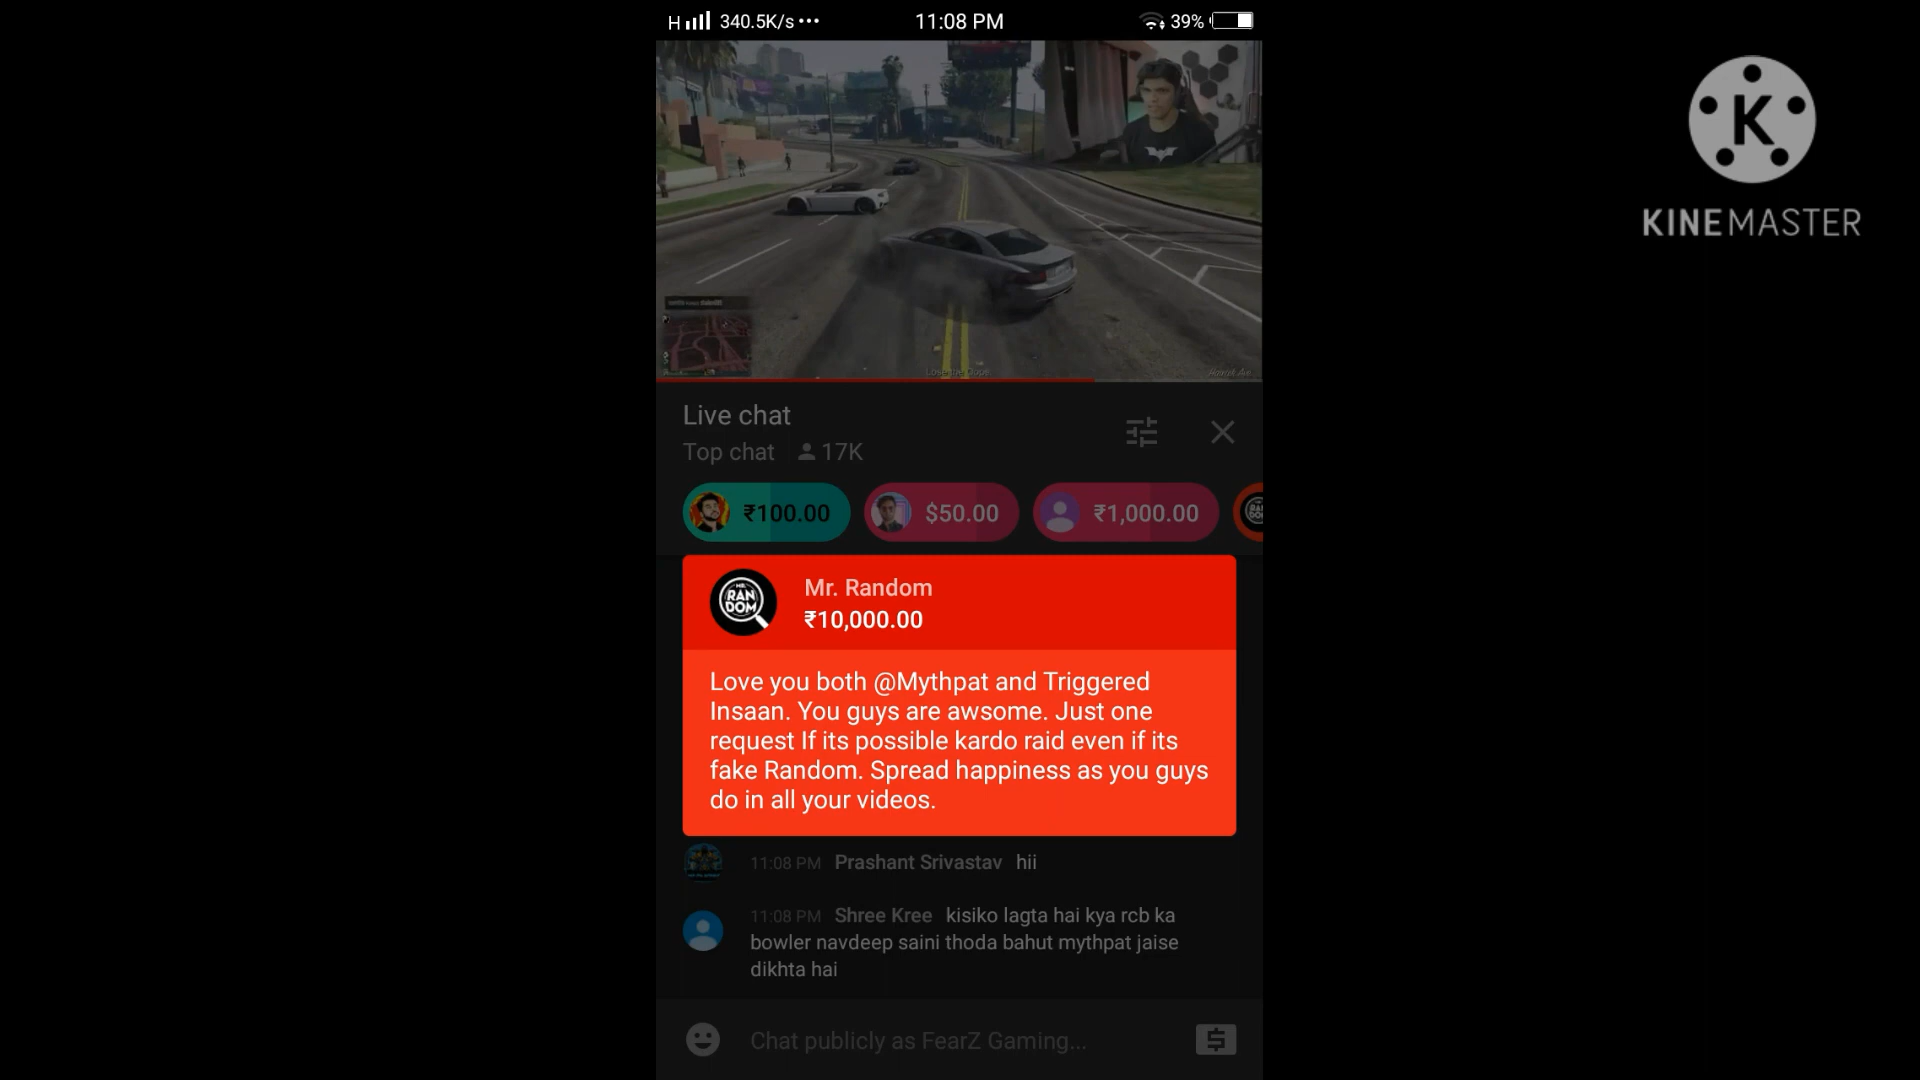 H 340.5K/s ... 11:08 PM 39%
K
KINEMASTER
Live chat
Top chat 17K
₹100.00 $50.00 ₹1,000.00
MR. RANDOM
Mr. Random
₹10,000.00
Love you both @Mythpat and Triggered
Insaan. You guys are awsome. Just one
request If its possible kardo raid even if its
fake Random. Spread happiness as you guys
do in all your videos.
11:08 PM Prashant Srivastav hii
11:08 PM Shree Kree kisiko lagta hai kya rcb ka
bowler navdeep saini thoda bahut mythpat jaise
dikhta hai
Chat publicly as FearZ Gaming...